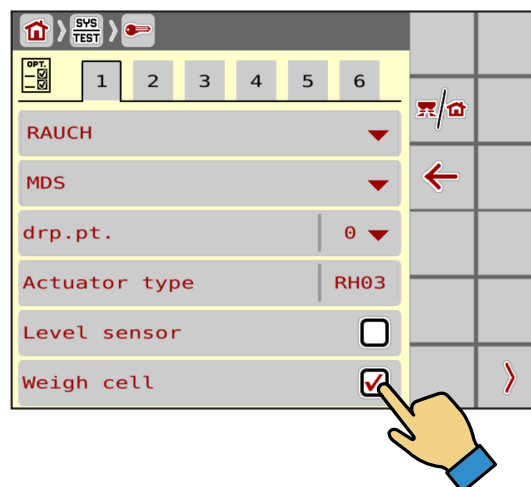 SYS
TEST
OPT.
1 2 3 4 5 6
RAUCH
MDS
drp.pt. 0
Actuator type RH03
Level sensor
Weigh cell